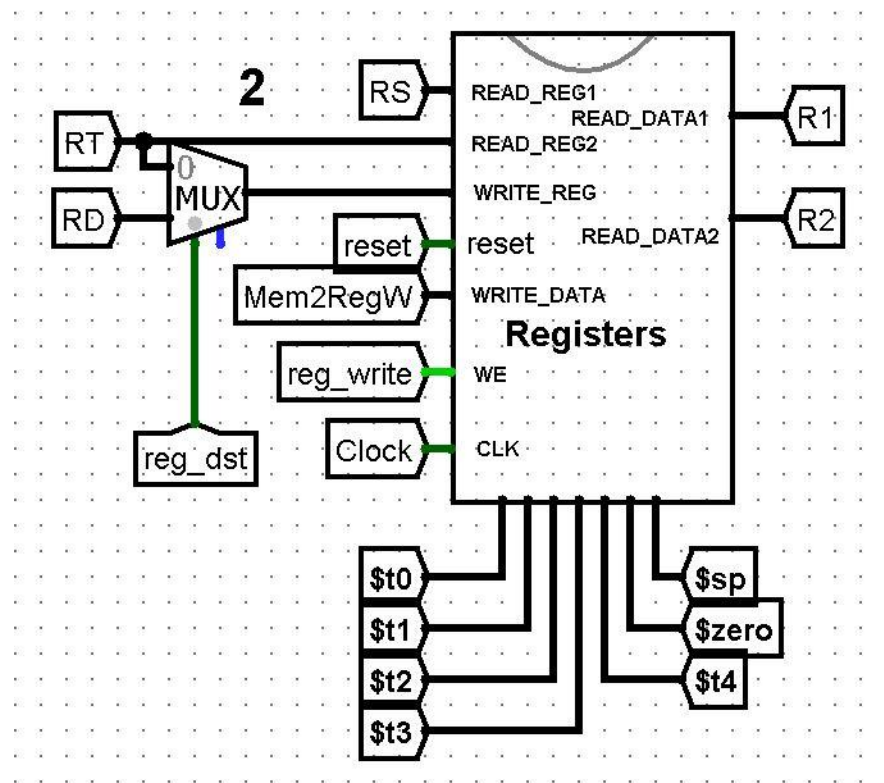 2
RS
READ_REG1
READ_DATA1
R1
RT
READ_REG2
0
MUX
WRITE_REG
RD
R2
reset
reset
READ_DATA2
Mem2RegW
WRITE_DATA
Registers
reg_write
WE
Clock
CLK
reg_dst
$t0
$sp
$t1
$zero
$t2
$t4
$t3